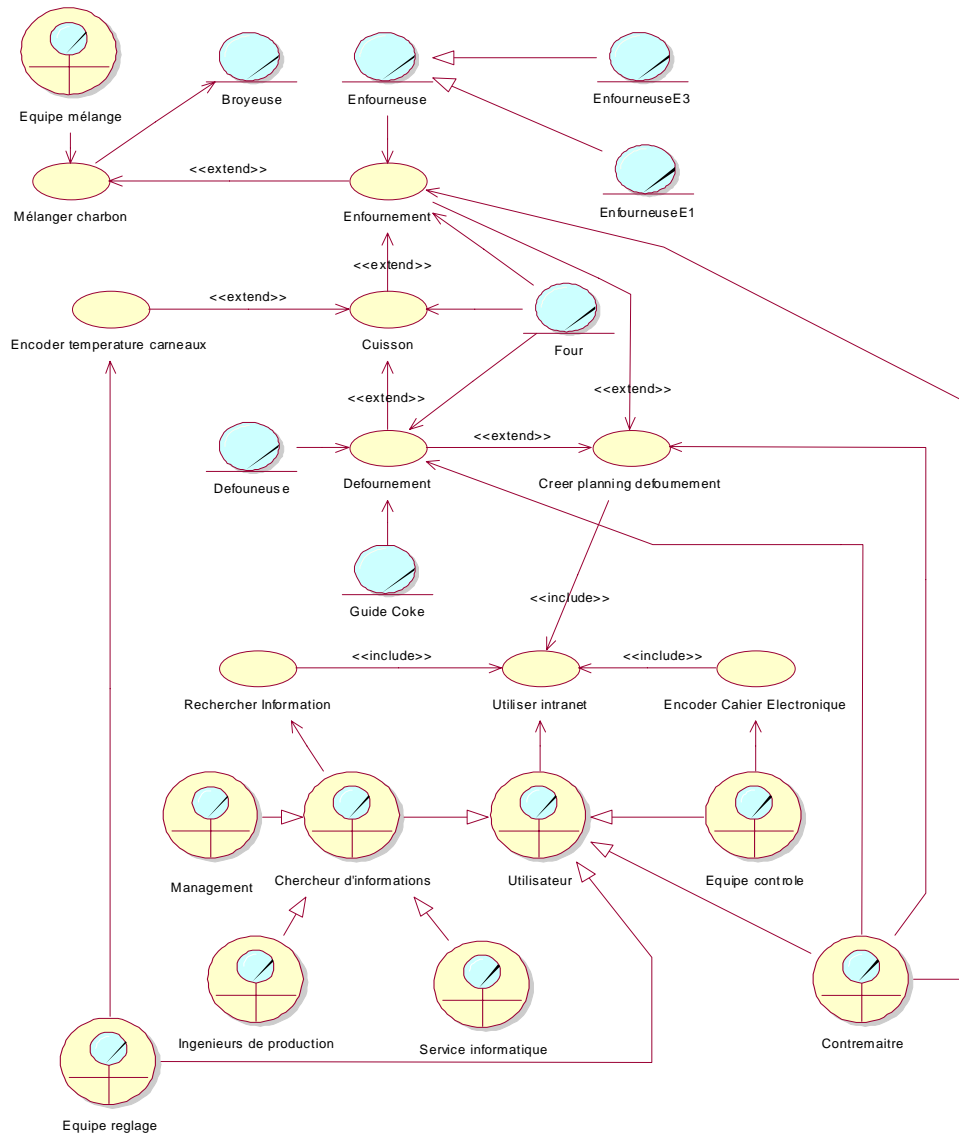 Equipe mélange
Broyeuse
Enfourneuse
EnfourneuseE3
<<extend>>
EnfourneuseE1
Mélanger charbon
Enfournement
<<extend>>
<<extend>>
Encoder temperature carneaux
Cuisson
Four
<<extend>>
<<extend>>
<<extend>>
Defouneuse
Defournement
Creer planning defournement
<<include>>
Guide Coke
<<include>>
<<include>>
Rechercher Information
Utiliser intranet
Encoder Cahier Electronique
Management
Chercheur d'informations
Utilisateur
Equipe controle
Ingenieurs de production
Service informatique
Contremaitre
Equipe reglage